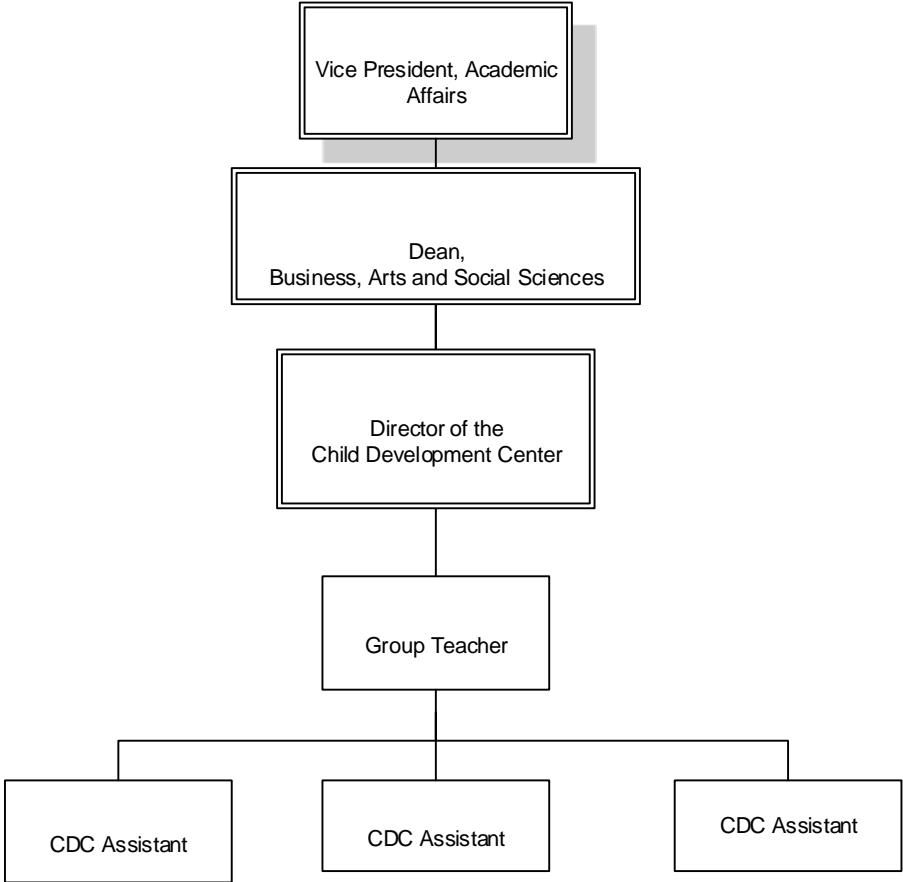 Vice President, Academic
Affairs
Dean,
Business, Arts and Social Sciences
Director of the
Child Development Center
Group Teacher
CDC Assistant
CDC Assistant
CDC Assistant